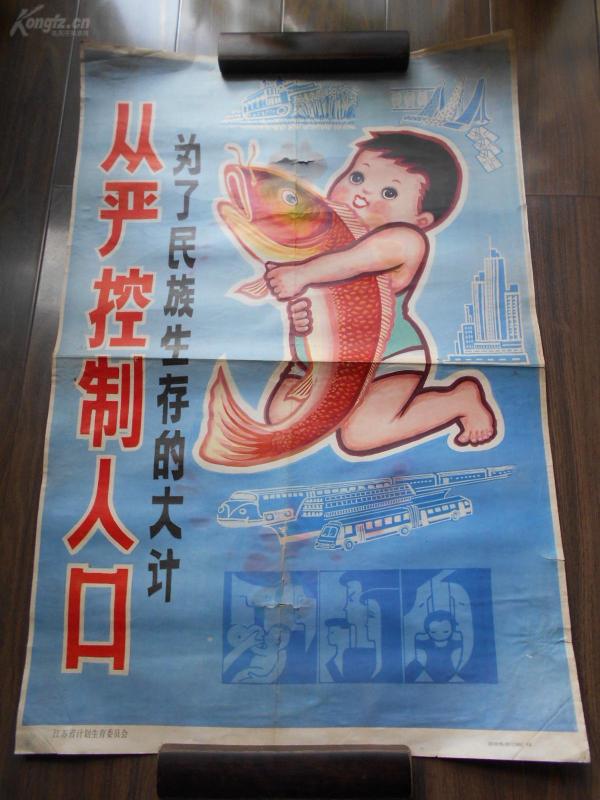 Kongfz.cn
为了民族生存的大计
从严控制人口
江苏省计划生育委员会